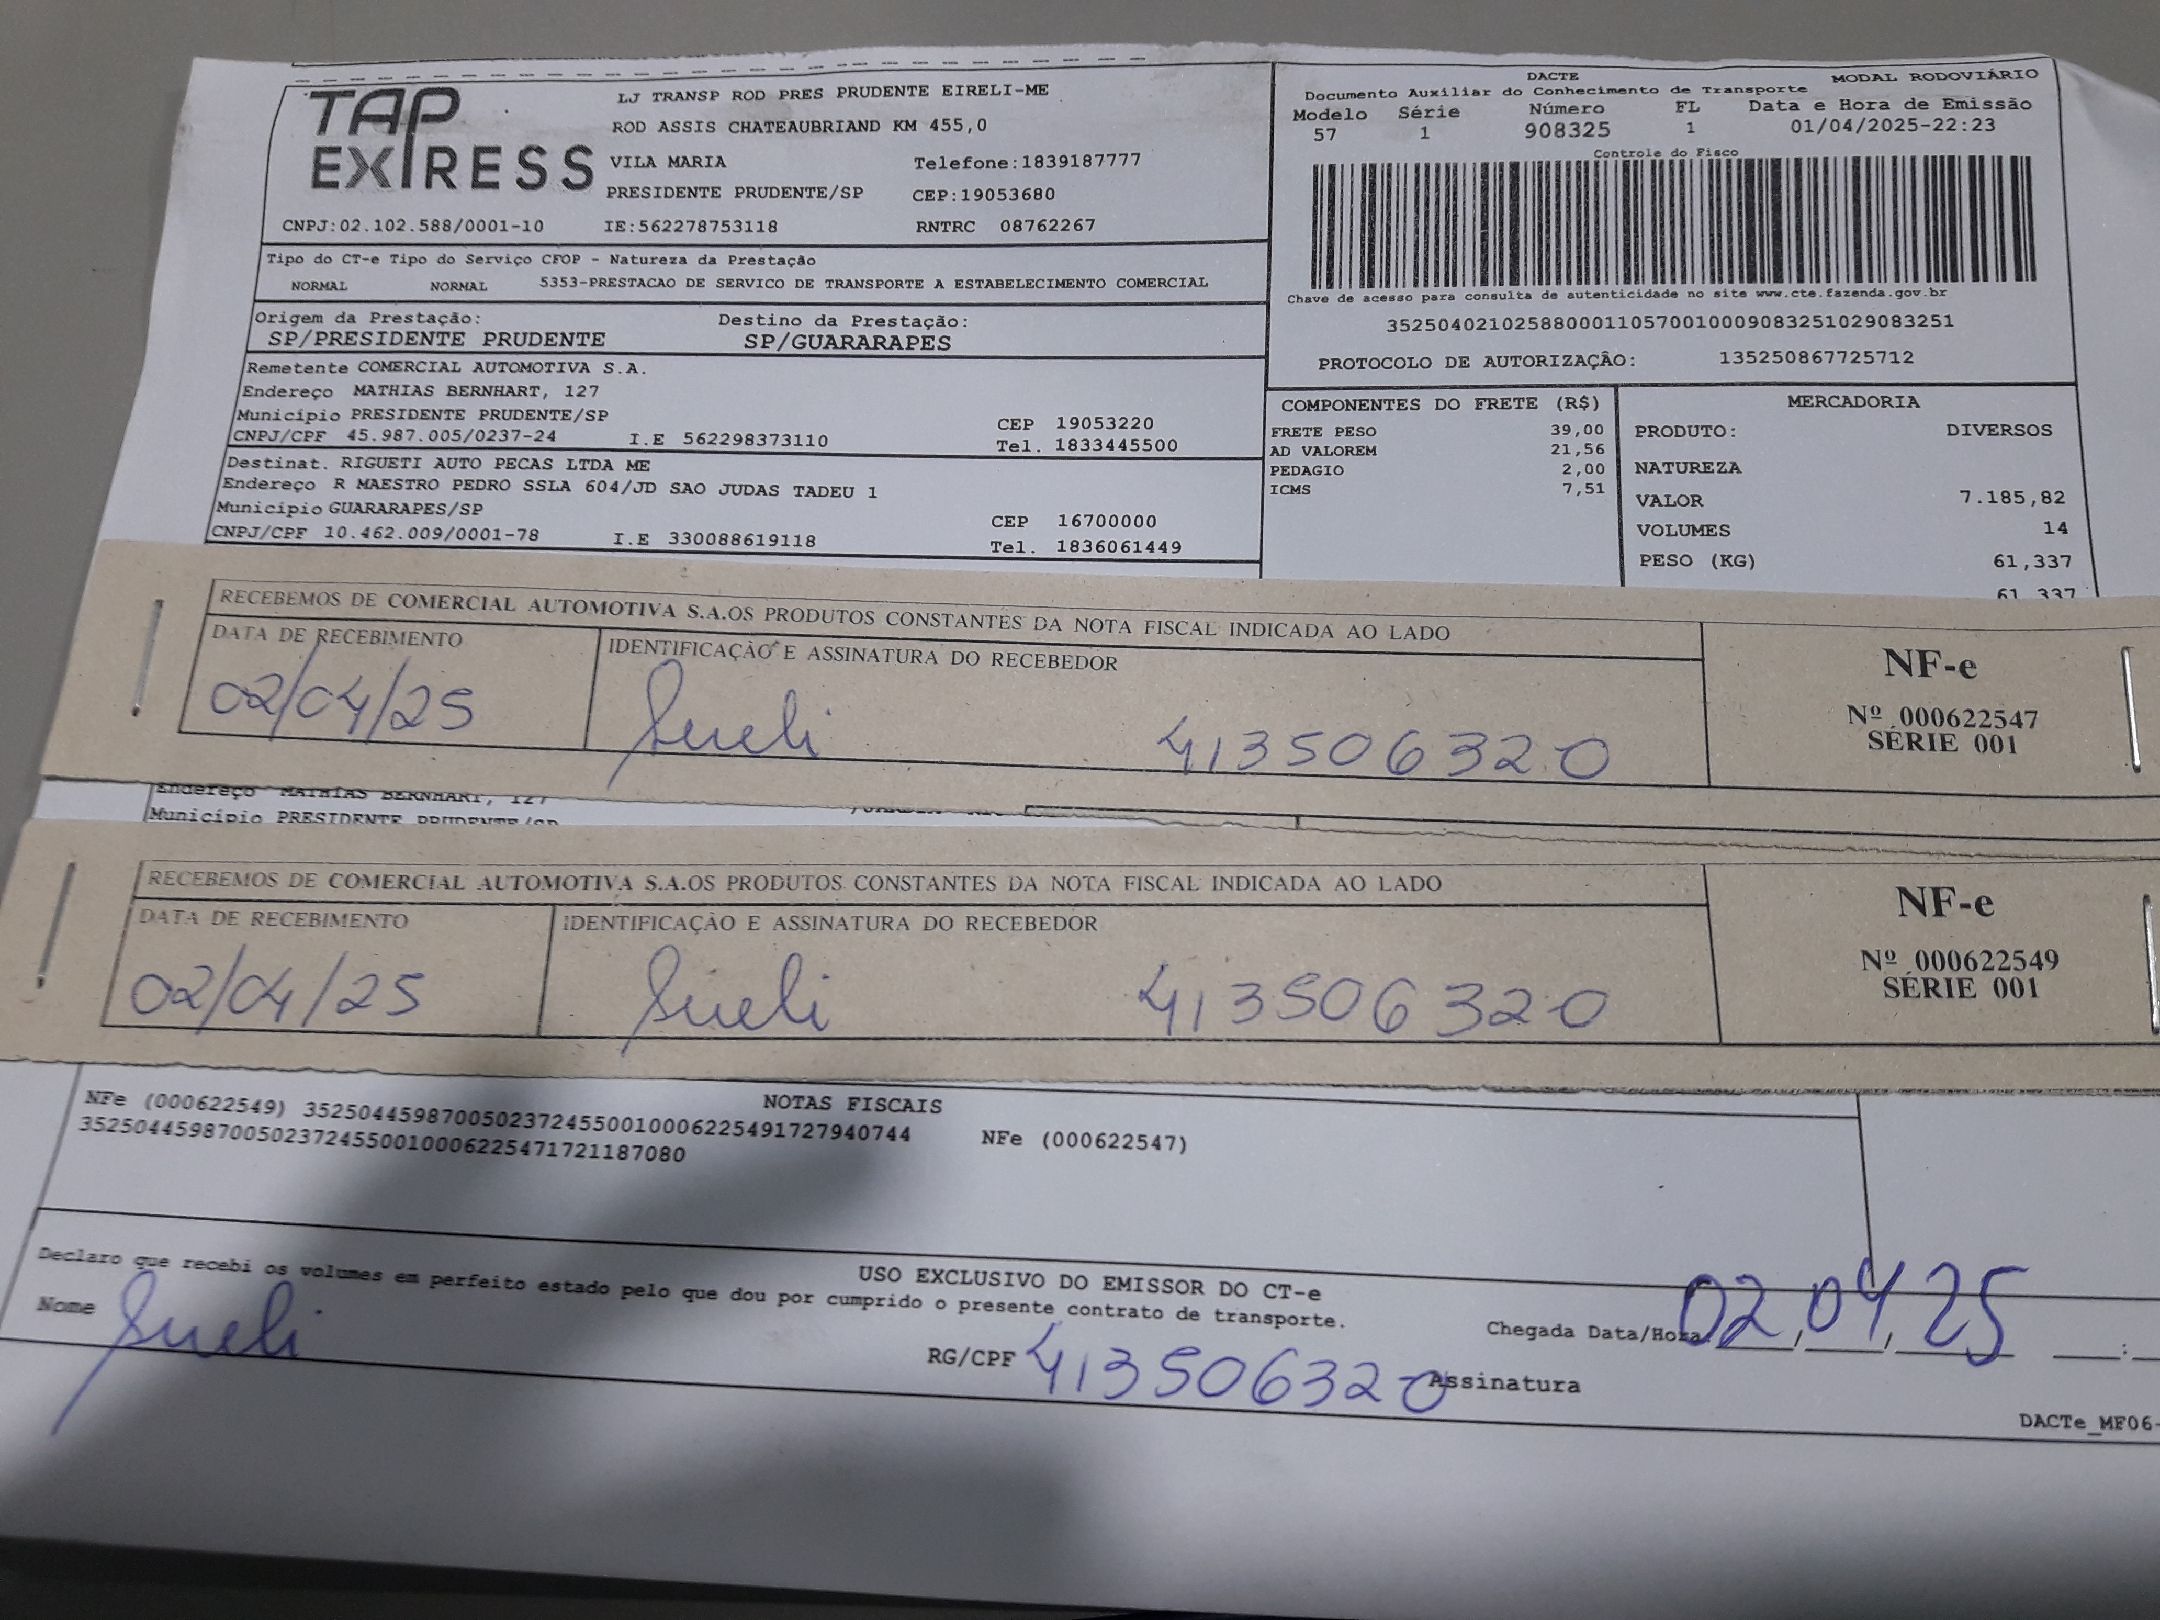 TAP EXPRESS
LJ TRANSP ROD PRES PRUDENTE EIRELI-ME
ROD ASSIS CHATEAUBRIAND KM 455,0
VILA MARIA Telefone:1839187777
PRESIDENTE PRUDENTE/SP CEP:19053680
CNPJ:02.102.588/0001-10 IE:562278753118 RNTRC 08762267
DACTE MODAL RODOVIÁRIO
Documento Auxiliar do Conhecimento de Transporte
Modelo Série Número FL Data e Hora de Emissão
57 1 908325 1 01/04/2025-22:23
Controle do Fisco
Chave de acesso para consulta de autenticidade no site www.cte.fazenda.gov.br
35250402102588000110570010009083251029083251
PROTOCOLO DE AUTORIZAÇÃO: 135250867725712
Tipo do CT-e Tipo do Serviço CFOP - Natureza da Prestação
NORMAL NORMAL 5353-PRESTACAO DE SERVICO DE TRANSPORTE A ESTABELECIMENTO COMERCIAL
Origem da Prestação: Destino da Prestação:
SP/PRESIDENTE PRUDENTE SP/GUARARAPES
Remetente COMERCIAL AUTOMOTIVA S.A.
Endereço MATHIAS BERNHART, 127
Município PRESIDENTE PRUDENTE/SP CEP 19053220
CNPJ/CPF 45.987.005/0237-24 I.E 562298373110 Tel. 1833445500
Destinat. RIGUETI AUTO PECAS LTDA ME
Endereço R MAESTRO PEDRO SSLA 604/JD SAO JUDAS TADEU 1
Município GUARARAPES/SP CEP 16700000
CNPJ/CPF 10.462.009/0001-78 I.E 330088619118 Tel. 1836061449
COMPONENTES DO FRETE (R$)
FRETE PESO 39,00
AD VALOREM 21,56
PEDAGIO 2,00
ICMS 7,51
MERCADORIA
PRODUTO: DIVERSOS
NATUREZA
VALOR 7.185,82
VOLUMES 14
PESO (KG) 61,337
61,337
RECEBEMOS DE COMERCIAL AUTOMOTIVA S.A.OS PRODUTOS CONSTANTES DA NOTA FISCAL INDICADA AO LADO
DATA DE RECEBIMENTO IDENTIFICAÇÃO E ASSINATURA DO RECEBEDOR
02/04/25 Sueli 413506320
NF-e
Nº 000622547
SÉRIE 001
Endereço MATHIAS BERNHART, 127
Município PRESIDENTE PRUDENTE/SP
RECEBEMOS DE COMERCIAL AUTOMOTIVA S.A.OS PRODUTOS CONSTANTES DA NOTA FISCAL INDICADA AO LADO
DATA DE RECEBIMENTO IDENTIFICAÇÃO E ASSINATURA DO RECEBEDOR
02/04/25 Sueli 413506320
NF-e
Nº 000622549
SÉRIE 001
NOTAS FISCAIS
NFe (000622549) 35250445987005023724550010006225491727940744 NFe (000622547)
35250445987005023724550010006225471721187080
USO EXCLUSIVO DO EMISSOR DO CT-e
Declaro que recebi os volumes em perfeito estado pelo que dou por cumprido o presente contrato de transporte.
Nome Sueli RG/CPF 413506320 Chegada Data/Hora 02,04,25 :
Assinatura
DACTe_MF06-